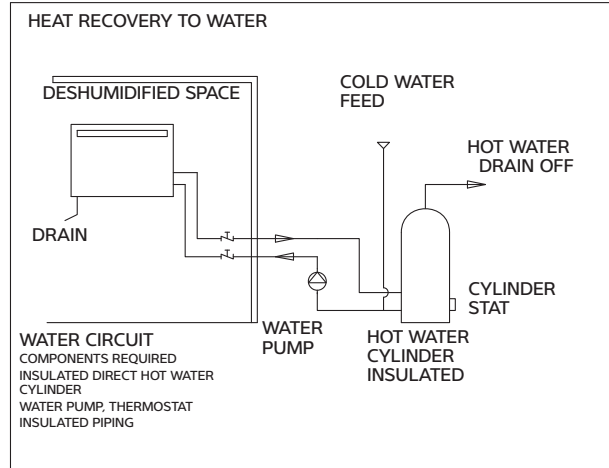 HEAT RECOVERY TO WATER
DESHUMIDIFIED SPACE
COLD WATER
FEED
HOT WATER
DRAIN OFF
DRAIN
CYLINDER
STAT
WATER
PUMP
HOT WATER
CYLINDER
INSULATED
WATER CIRCUIT
COMPONENTS REQUIRED
INSULATED DIRECT HOT WATER
CYLINDER
WATER PUMP, THERMOSTAT
INSULATED PIPING